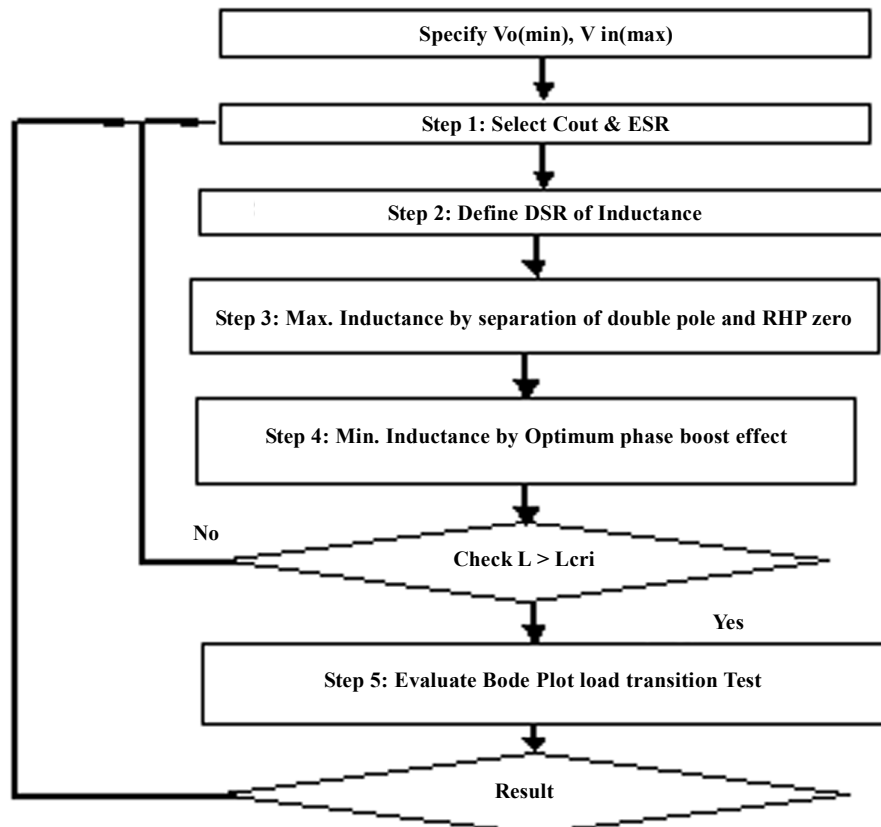 Specify Vo(min), V in(max)
Step 1: Select Cout & ESR
Step 2: Define DSR of Inductance
Step 3: Max. Inductance by separation of double pole and RHP zero
Step 4: Min. Inductance by Optimum phase boost effect
No
Check L > Lcri
Yes
Step 5: Evaluate Bode Plot load transition Test
Result